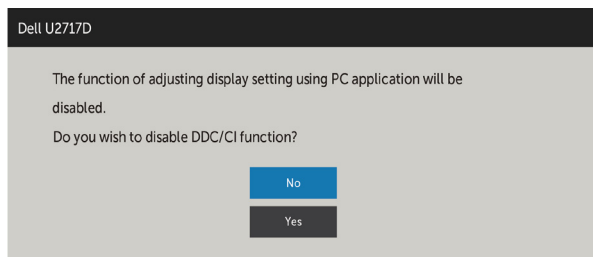 Dell U2717D
The function of adjusting display setting using PC application will be
disabled.
Do you wish to disable DDC/CI function?
No
Yes